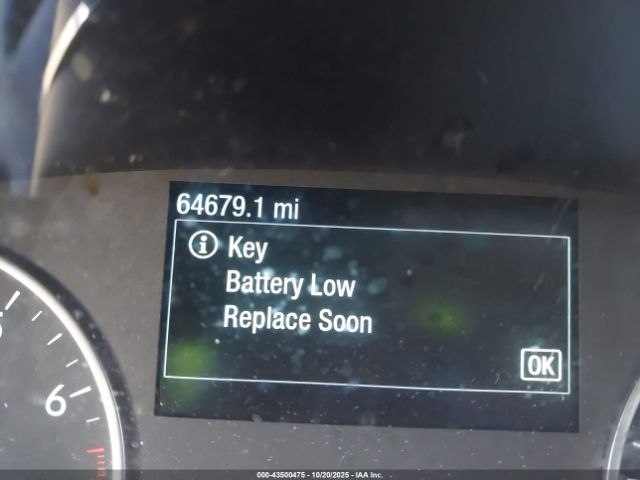 64679.1 mi
i Key
Battery Low
Replace Soon
OK
6
000-43500475 - 10/20/2025 - IAA Inc.